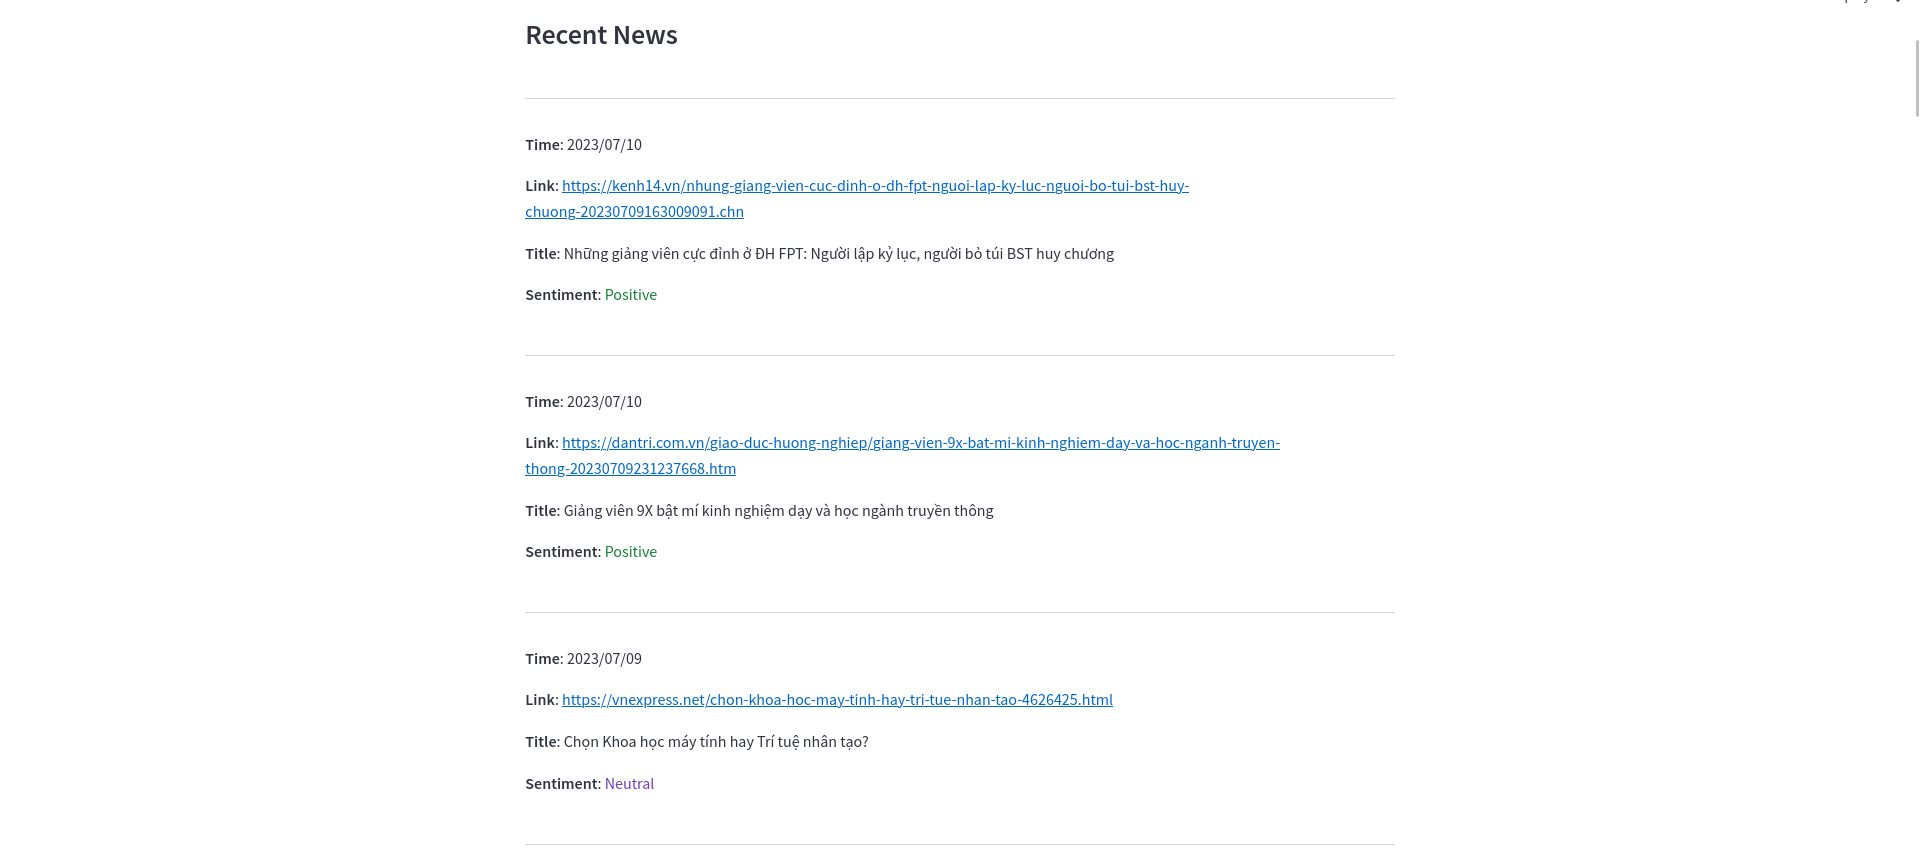 Recent News
Time: 2023/07/10
Link: https://kenh14.vn/nhung-giang-vien-cuc-dinh-o-dh-fpt-nguoi-lap-ky-luc-nguoi-bo-tui-bst-huy-
chuong-20230709163009091.chn
Title: Những giảng viên cực đỉnh ở ĐH FPT: Người lập kỷ lục, người bỏ túi BST huy chương
Sentiment: Positive
Time: 2023/07/10
Link: https://dantri.com.vn/giao-duc-huong-nghiep/giang-vien-9x-bat-mi-kinh-nghiem-day-va-hoc-nganh-truyen-
thong-20230709231237668.htm
Title: Giảng viên 9X bật mí kinh nghiệm dạy và học ngành truyền thông
Sentiment: Positive
Time: 2023/07/09
Link: https://vnexpress.net/chon-khoa-hoc-may-tinh-hay-tri-tue-nhan-tao-4626425.html
Title: Chọn Khoa học máy tính hay Trí tuệ nhân tạo?
Sentiment: Neutral